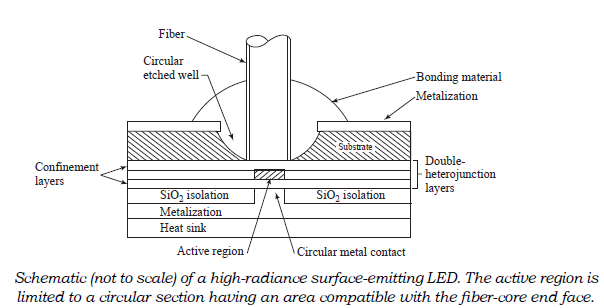 Fiber
Circular
etched well
Bonding material
Metalization
Substrate
Confinement
layers
Double-
heterojunction
layers
SiO₂ isolation
SiO₂ isolation
Metalization
Heat sink
Active region
Circular metal contact
Schematic (not to scale) of a high-radiance surface-emitting LED. The active region is
limited to a circular section having an area compatible with the fiber-core end face.